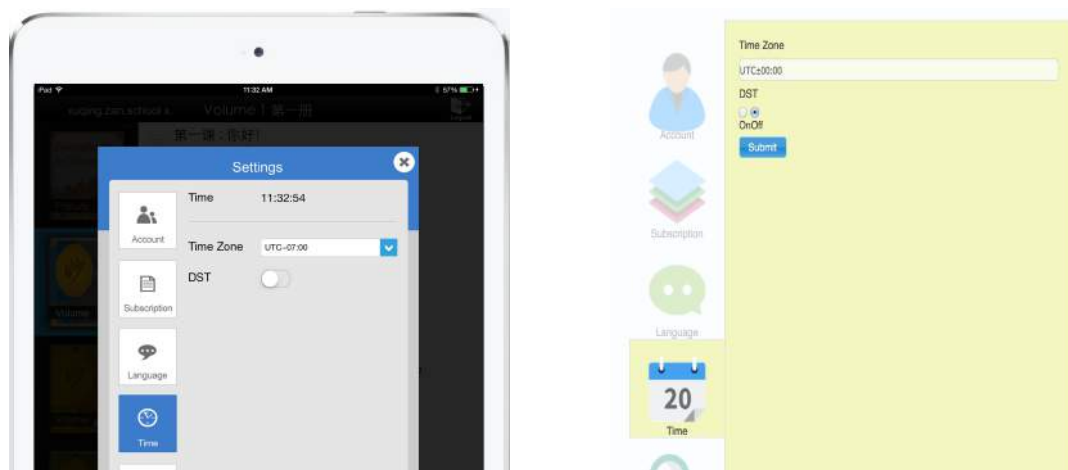 iPad
11:32 AM
57%
Volume 1 第一册
Logout
第一课:你好!
Settings
Time 11:32:54
Account
Time Zone UTC-07:00
DST
Subscription
Volume
Language
Time
Time Zone
UTC±00:00
DST
OnOff
Submit
Account
Subscription
Language
20
Time